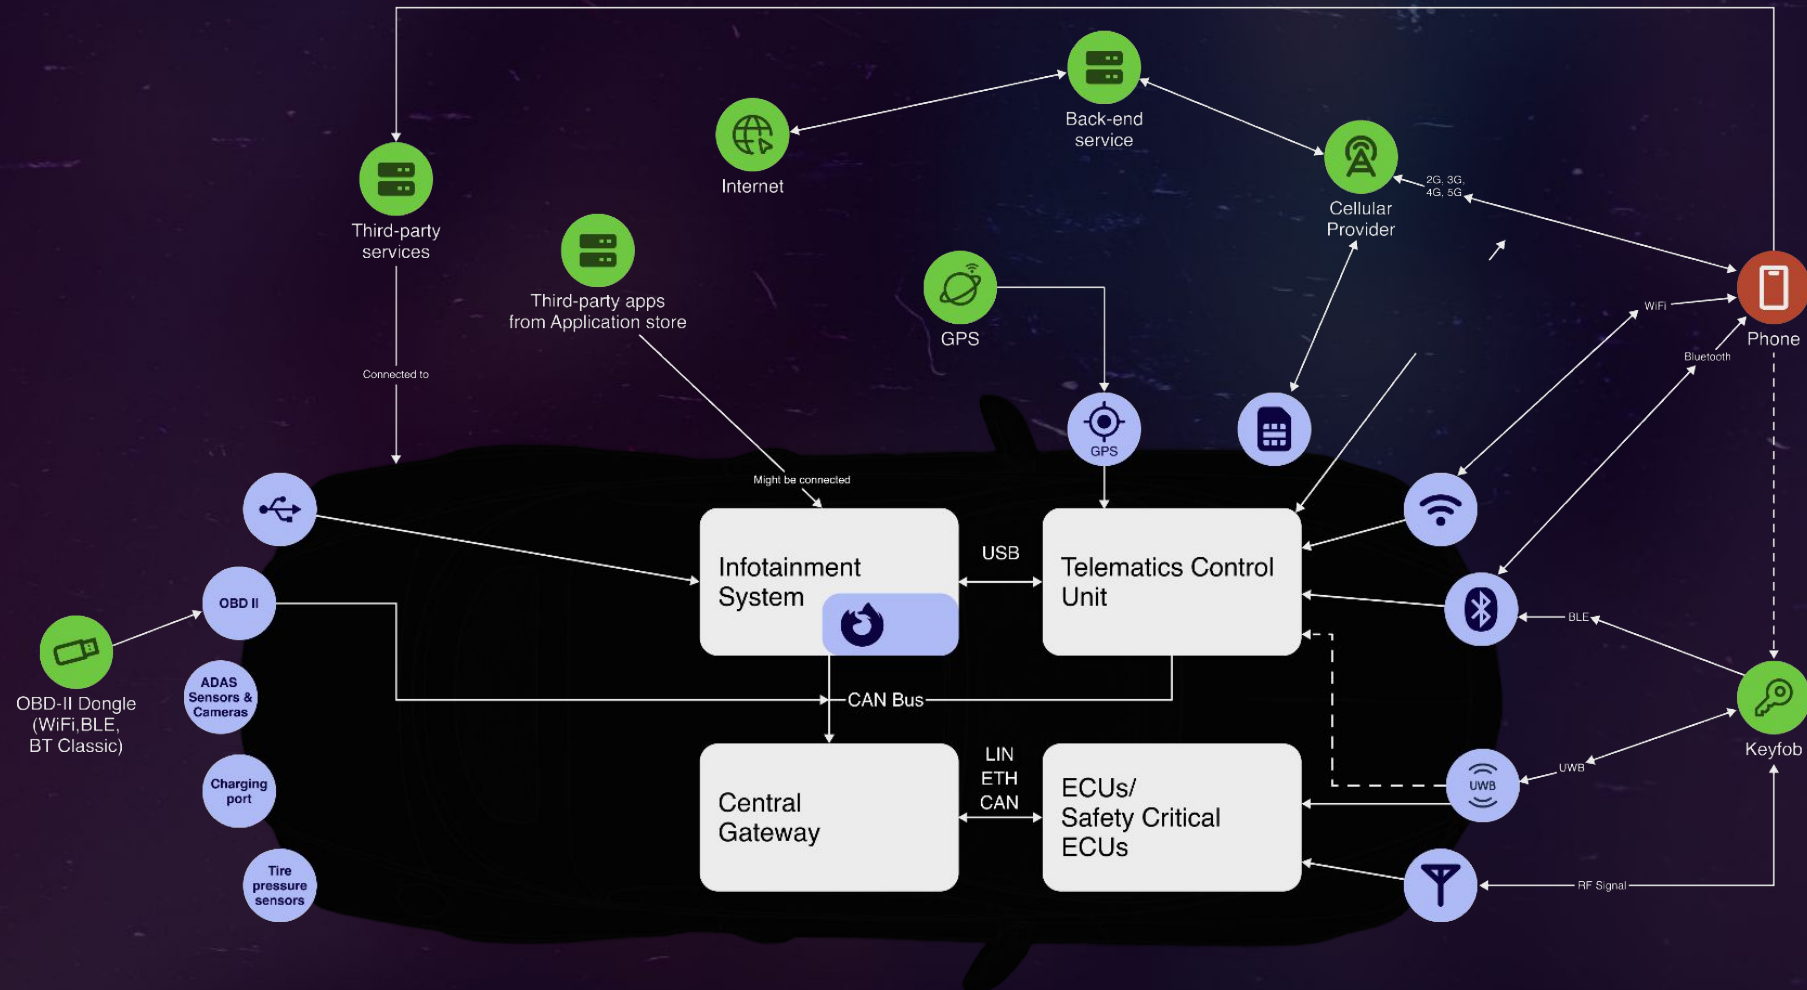 Back-end
service
Internet
2G, 3G,
4G, 5G
Cellular
Provider
Third-party
services
Third-party apps
from Application store
GPS
WiFi
Phone
Bluetooth
Connected to
GPS
Might be connected
Infotainment
System
USB
Telematics Control
Unit
OBD II
BLE
OBD-II Dongle
(WiFi,BLE,
BT Classic)
ADAS
Sensors &
Cameras
CAN Bus
Keyfob
Charging
port
Central
Gateway
LIN
ETH
CAN
ECUs/
Safety Critical
ECUs
UWB
UWB
Tire
pressure
sensors
RF Signal